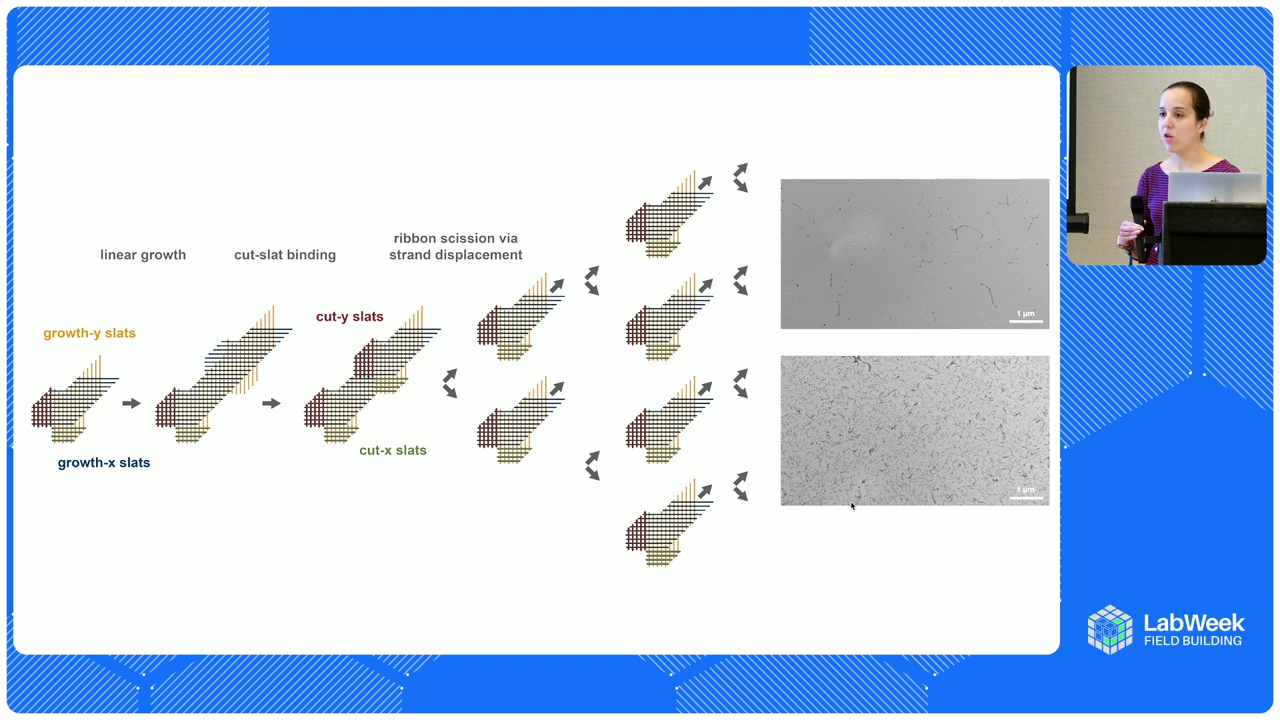 linear growth
cut-slat binding
ribbon scission via
strand displacement
growth-y slats
growth-x slats
cut-y slats
cut-x slats
1 µm
1 µm
LabWeek
FIELD BUILDING